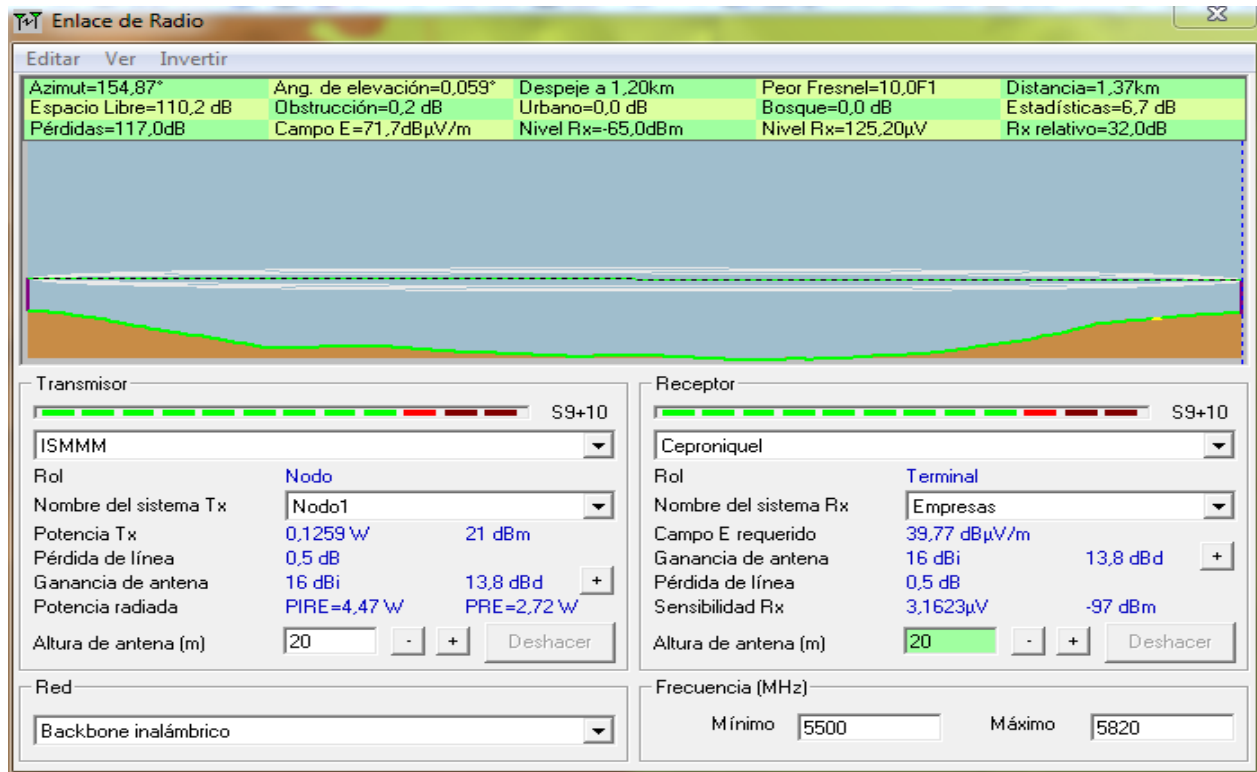 Enlace de Radio
Editar Ver Invertir
Azimut=154,87° Ang. de elevación=0,059° Despeje a 1,20km Peor Fresnel=10,0F1 Distancia=1,37km
Espacio Libre=110,2 dB Obstrucción=0,2 dB Urbano=0,0 dB Bosque=0,0 dB Estadísticas=6,7 dB
Pérdidas=117,0dB Campo E=71,7dBµV/m Nivel Rx=-65,0dBm Nivel Rx=125,20µV Rx relativo=32,0dB
Transmisor
S9+10
ISMMM
Rol Nodo
Nombre del sistema Tx Nodo1
Potencia Tx 0,1259 W 21 dBm
Pérdida de línea 0,5 dB
Ganancia de antena 16 dBi 13,8 dBd +
Potencia radiada PIRE=4,47 W PRE=2,72 W
Altura de antena (m) 20 - + Deshacer
Receptor
S9+10
Ceproniquel
Rol Terminal
Nombre del sistema Rx Empresas
Campo E requerido 39,77 dBµV/m
Ganancia de antena 16 dBi 13,8 dBd +
Pérdida de línea 0,5 dB
Sensibilidad Rx 3,1623µV -97 dBm
Altura de antena (m) 20 - + Deshacer
Red
Backbone inalámbrico
Frecuencia (MHz)
Mínimo 5500 Máximo 5820